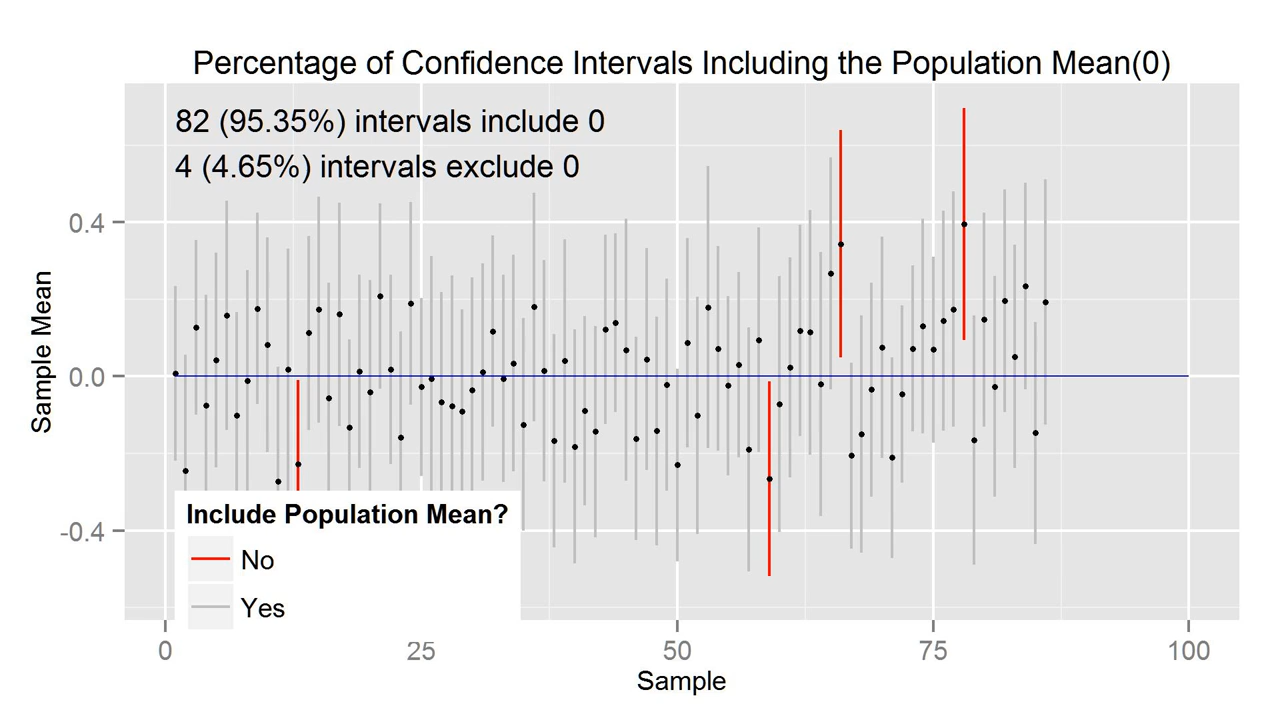 Percentage of Confidence Intervals Including the Population Mean(0)
82 (95.35%) intervals include 0
4 (4.65%) intervals exclude 0
0.4
0.0
-0.4
Sample Mean
Include Population Mean?
No
Yes
0 25 50 75 100
Sample